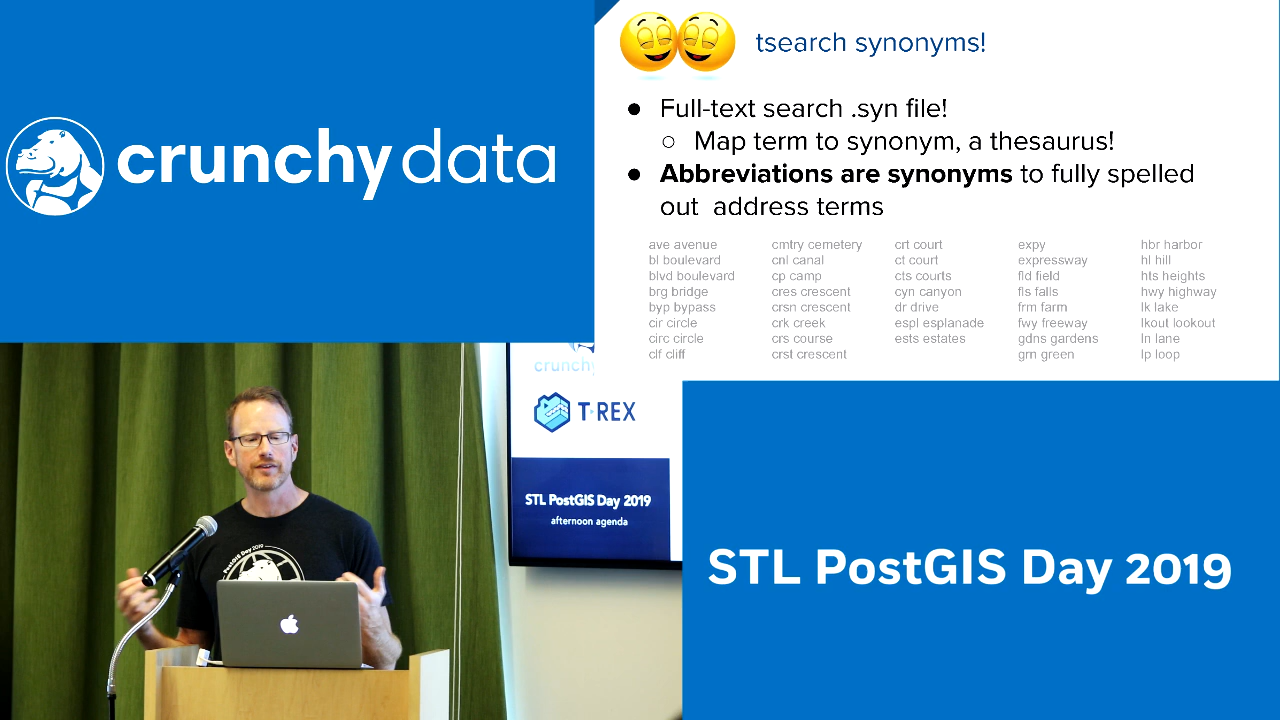 crunchydata
tsearch synonyms!
Full-text search .syn file!
Map term to synonym, a thesaurus!
Abbreviations are synonyms to fully spelled
out address terms
ave avenue
bl boulevard
blvd boulevard
brg bridge
byp bypass
cir circle
circ circle
clf cliff
cmtry cemetery
cnl canal
cp camp
cres crescent
crsn crescent
crk creek
crs course
crst crescent
crt court
ct court
cts courts
cyn canyon
dr drive
espl esplanade
ests estates
expy
expressway
fld field
fls falls
frm farm
fwy freeway
gdns gardens
grn green
hbr harbor
hl hill
hts heights
hwy highway
lk lake
lkout lookout
ln lane
lp loop
crunchy
T-REX
STL PostGIS Day 2019
afternoon agenda
PostGIS Day 2019
STL PostGIS Day 2019